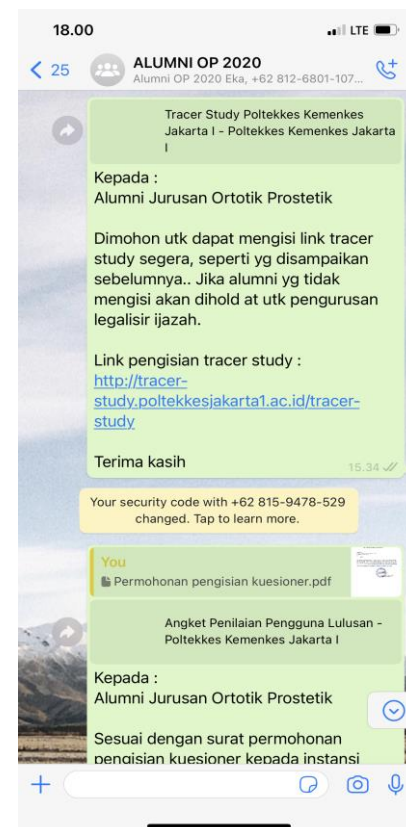 18.00
LTE
25
ALUMNI OP 2020
Alumni OP 2020 Eka, +62 812-6801-107...
Tracer Study Poltekkes Kemenkes
Jakarta I - Poltekkes Kemenkes Jakarta
I
Kepada :
Alumni Jurusan Ortotik Prostetik
Dimohon utk dapat mengisi link tracer
study segera, seperti yg disampaikan
sebelumnya.. Jika alumni yg tidak
mengisi akan dihold at utk pengurusan
legalisir ijazah.
Link pengisian tracer study :
http://tracer-
study.poltekkesjakarta1.ac.id/tracer-
study
Terima kasih
15.34
Your security code with +62 815-9478-529
changed. Tap to learn more.
You
Permohonan pengisian kuesioner.pdf
Angket Penilaian Pengguna Lulusan -
Poltekkes Kemenkes Jakarta I
Kepada :
Alumni Jurusan Ortotik Prostetik
Sesuai dengan surat permohonan
pengisian kuesioner kepada instansi